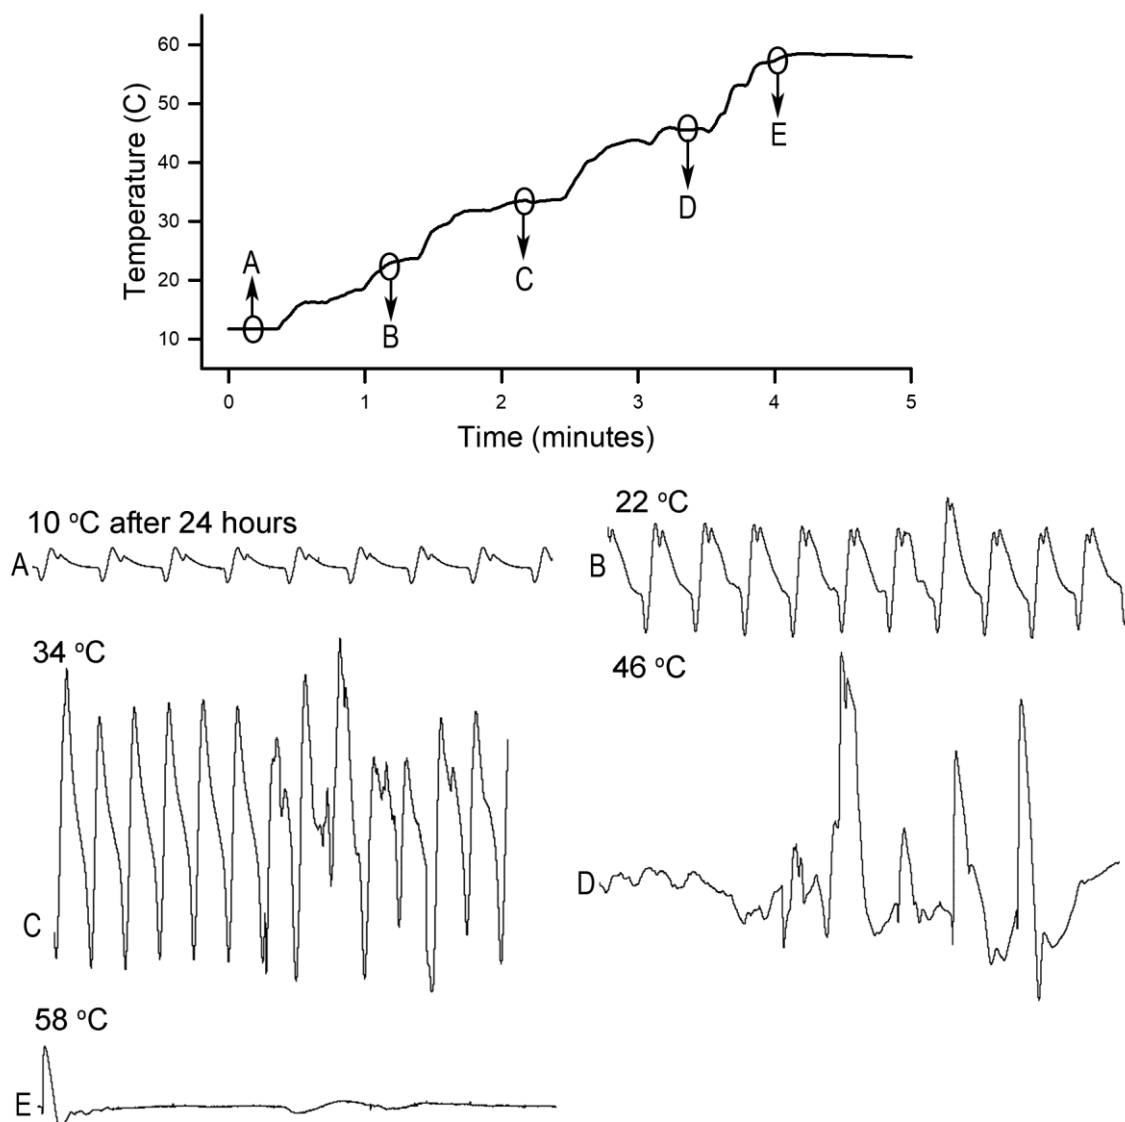 60
50
40
30
20
10
Temperature (C)
A
B
C
D
E
0 1 2 3 4 5
Time (minutes)
10 °C after 24 hours
A
22 °C
B
34 °C
C
46 °C
D
58 °C
E